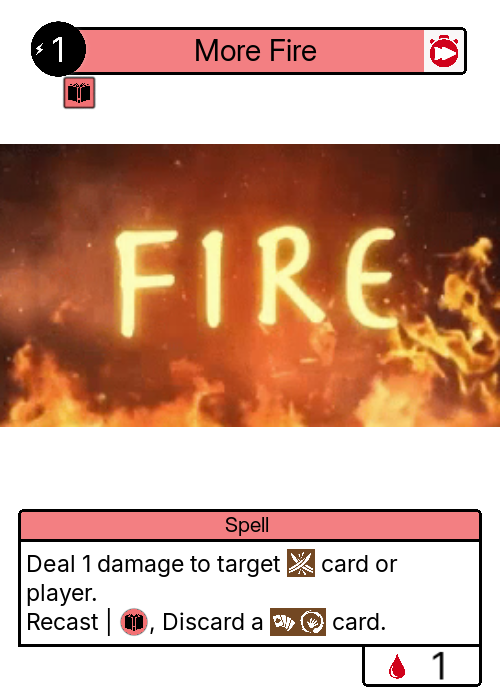 1
More Fire
FIRE
Spell
Deal 1 damage to target card or
player.
Recast | , Discard a card.
1